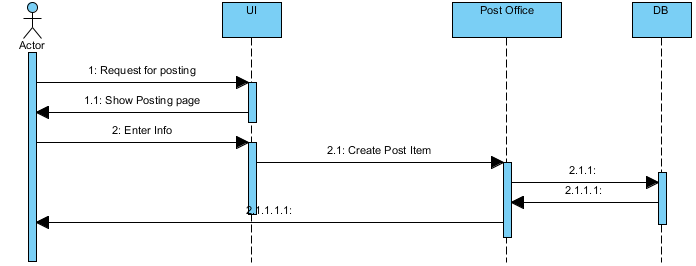 UI
Post Office
DB
Actor
1: Request for posting
1.1: Show Posting page
2: Enter Info
2.1: Create Post Item
2.1.1:
2.1.1.1:
2.1.1.1.1: